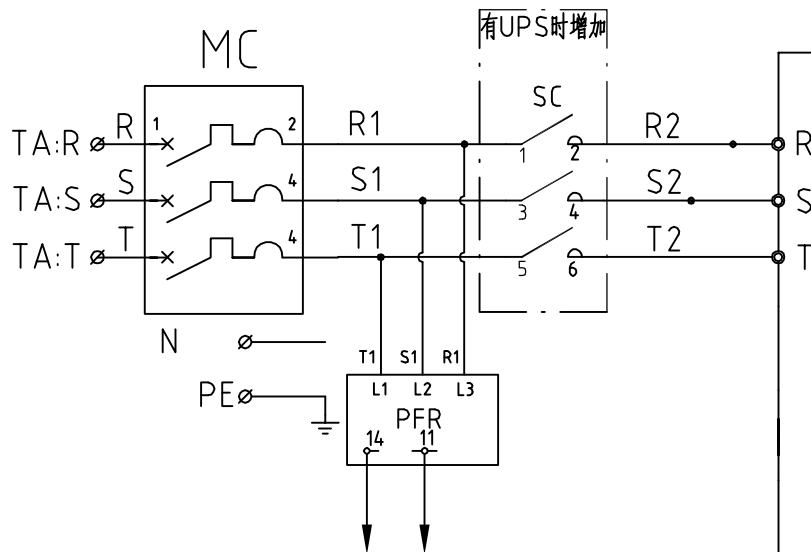 有UPS时增加
MC
SC
TA:R R 1 2 R1 1 2 R2 R
TA:S S 4 S1 3 4 S2 S
TA:T T 4 T1 5 6 T2 T
N
T1 S1 R1
PE L1 L2 L3
PFR
14 11